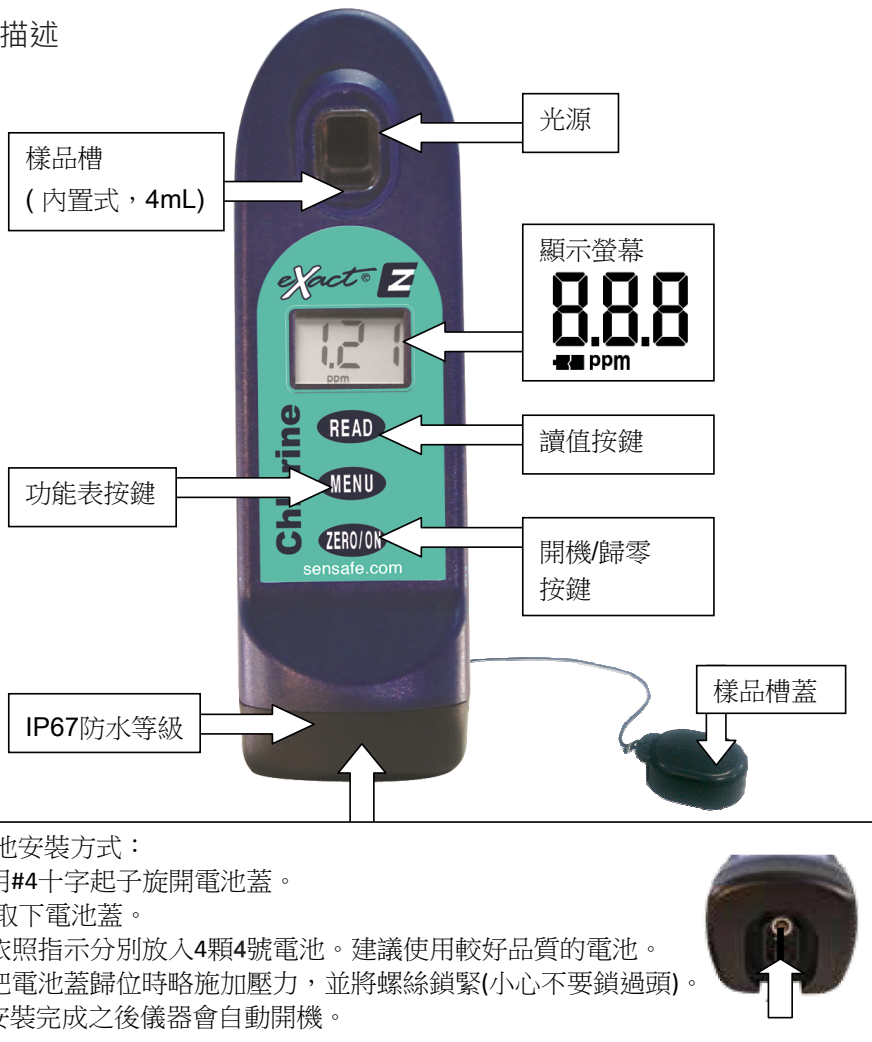 描述
光源
樣品槽
( 內置式，4mL)
顯示螢幕
8.8.8
ppm
eXact® Z
1.21
ppm
READ
讀值按鍵
功能表按鍵
MENU
ZERO/ON
開機/歸零
按鍵
sensafe.com
樣品槽蓋
IP67防水等級
池安裝方式：
用#4十字起子旋開電池蓋。
取下電池蓋。
依照指示分別放入4顆4號電池。建議使用較好品質的電池。
把電池蓋歸位時略施加壓力，並將螺絲鎖緊(小心不要鎖過頭)。
安裝完成之後儀器會自動開機。